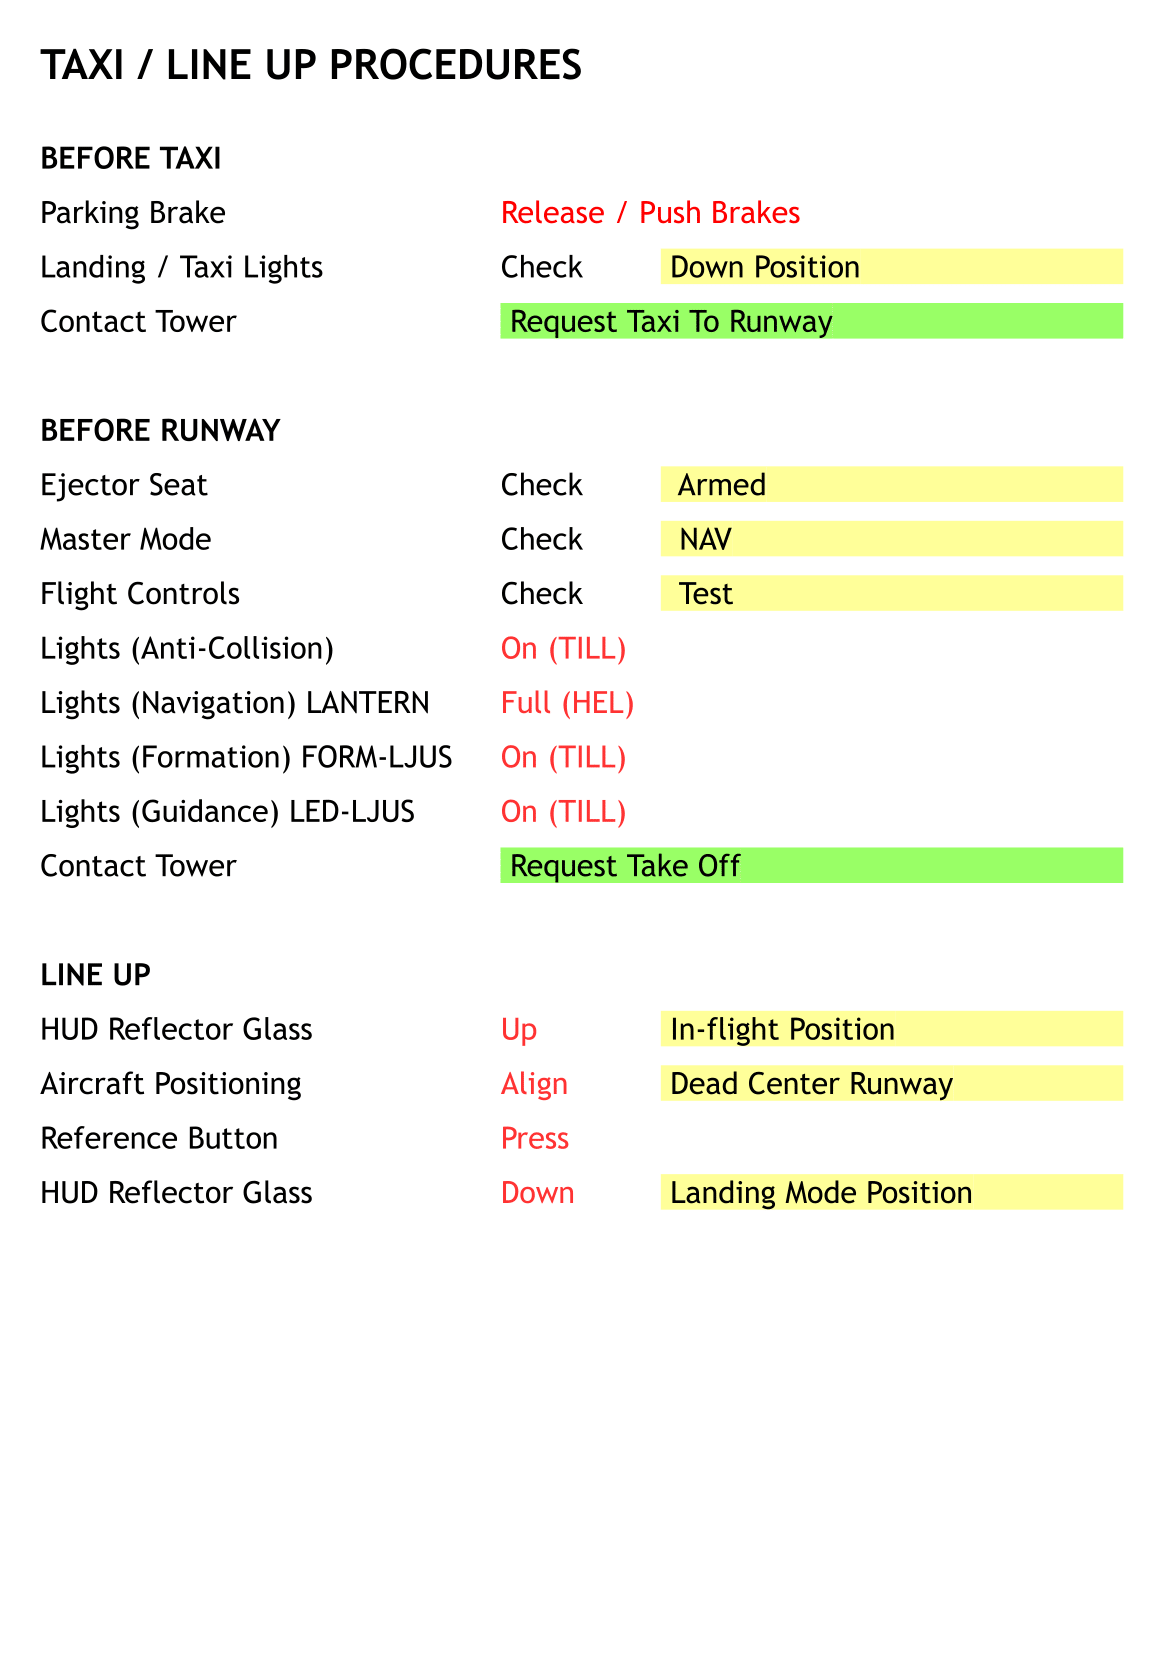 TAXI / LINE UP PROCEDURES
BEFORE TAXI
Parking Brake Release / Push Brakes
Landing / Taxi Lights Check Down Position
Contact Tower Request Taxi To Runway
BEFORE RUNWAY
Ejector Seat Check Armed
Master Mode Check NAV
Flight Controls Check Test
Lights (Anti-Collision) On (TILL)
Lights (Navigation) LANTERN Full (HEL)
Lights (Formation) FORM-LJUS On (TILL)
Lights (Guidance) LED-LJUS On (TILL)
Contact Tower Request Take Off
LINE UP
HUD Reflector Glass Up In-flight Position
Aircraft Positioning Align Dead Center Runway
Reference Button Press
HUD Reflector Glass Down Landing Mode Position